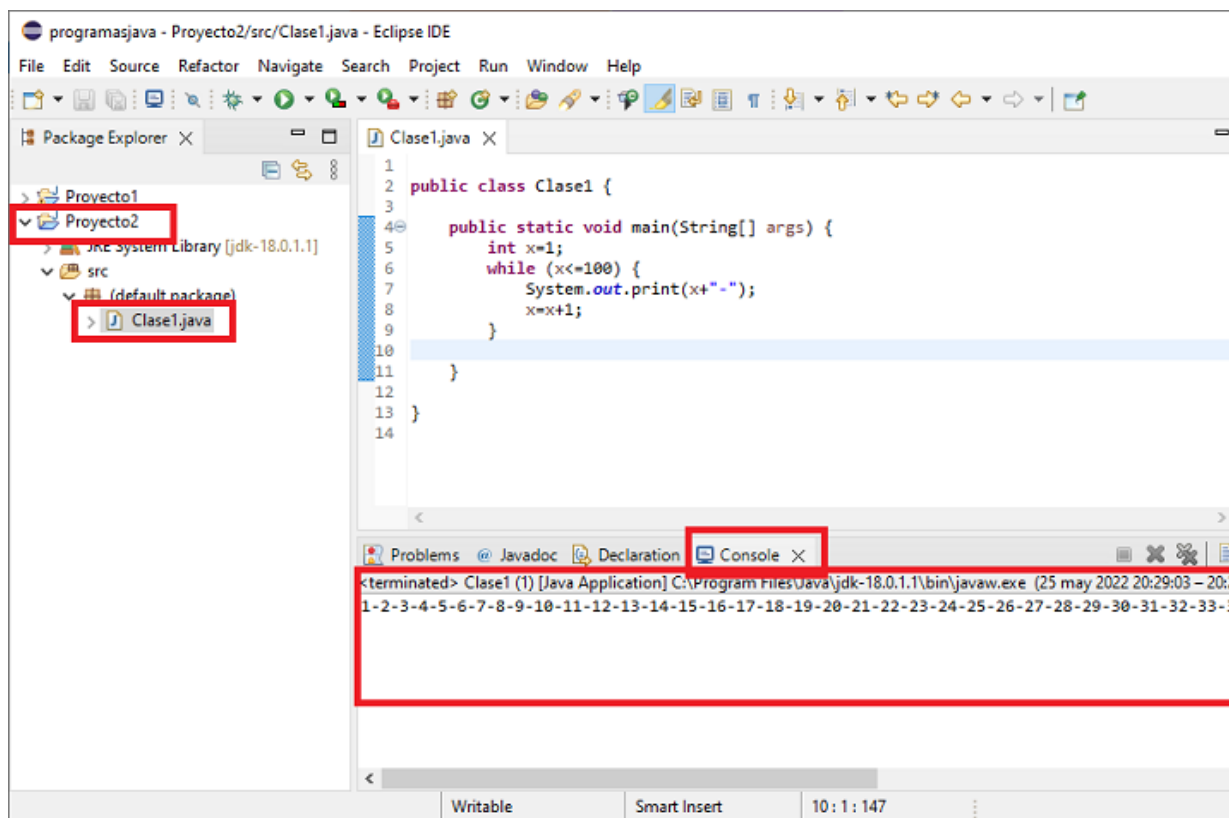 programasjava - Proyecto2/src/Clase1.java - Eclipse IDE
File Edit Source Refactor Navigate Search Project Run Window Help
Package Explorer
Clase1.java
Proyecto1
Proyecto2
JRE System Library [jdk-18.0.1.1]
src
(default package)
Clase1.java
1
2 public class Clase1 {
3
4 public static void main(String[] args) {
5 int x=1;
6 while (x<=100) {
7 System.out.print(x+"-");
8 x=x+1;
9 }
10
11 }
12
13 }
14
Problems @ Javadoc Declaration Console
<terminated> Clase1 (1) [Java Application] C:\Program Files\Java\jdk-18.0.1.1\bin\javaw.exe (25 may 2022 20:29:03 – 20:
1-2-3-4-5-6-7-8-9-10-11-12-13-14-15-16-17-18-19-20-21-22-23-24-25-26-27-28-29-30-31-32-33-
Writable Smart Insert 10 : 1 : 147